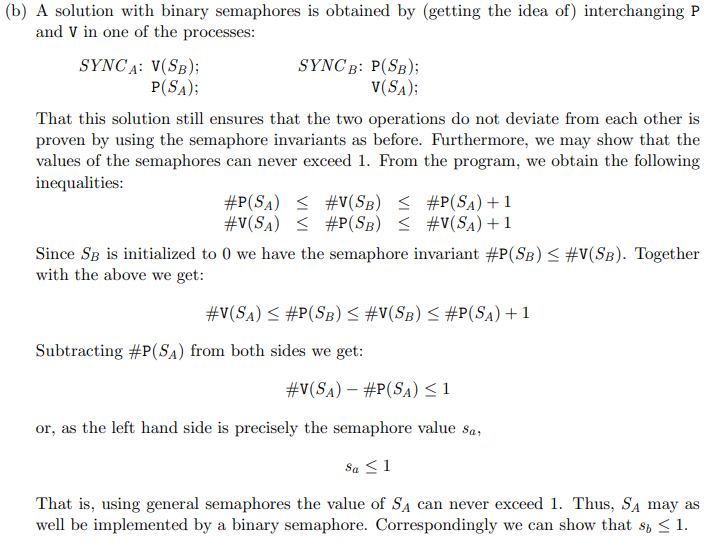 (b) A solution with binary semaphores is obtained by (getting the idea of) interchanging P
and V in one of the processes:
SYNC_A: V(S_B);    SYNC_B: P(S_B);
P(S_A);    V(S_A);
That this solution still ensures that the two operations do not deviate from each other is
proven by using the semaphore invariants as before. Furthermore, we may show that the
values of the semaphores can never exceed 1. From the program, we obtain the following
inequalities:
#P(S_A) ≤ #V(S_B) ≤ #P(S_A) + 1
#V(S_A) ≤ #P(S_B) ≤ #V(S_A) + 1
Since S_B is initialized to 0 we have the semaphore invariant #P(S_B) ≤ #V(S_B). Together
with the above we get:
#V(S_A) ≤ #P(S_B) ≤ #V(S_B) ≤ #P(S_A) + 1
Subtracting #P(S_A) from both sides we get:
#V(S_A) − #P(S_A) ≤ 1
or, as the left hand side is precisely the semaphore value s_a,
s_a ≤ 1
That is, using general semaphores the value of S_A can never exceed 1. Thus, S_A may as
well be implemented by a binary semaphore. Correspondingly we can show that s_b ≤ 1.